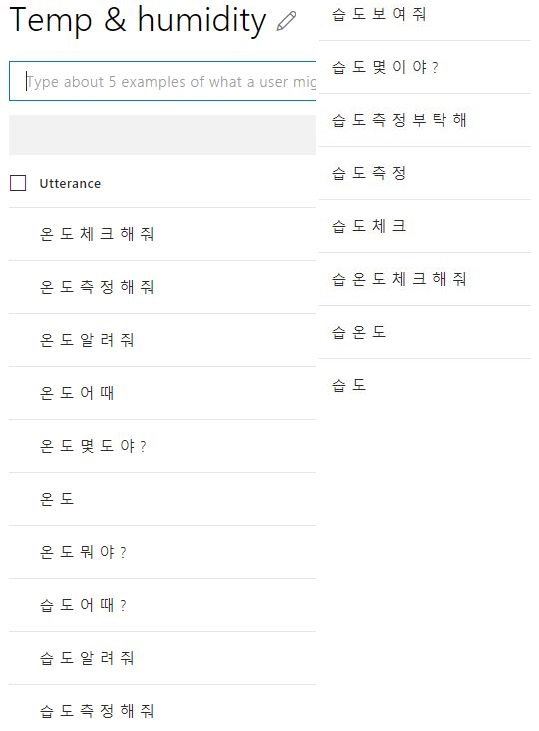 Temp & humidity
Type about 5 examples of what a user mig
Utterance
온 도 체 크 해 줘
온 도 측 정 해 줘
온 도 알 려 줘
온 도 어 때
온 도 몇 도 야 ?
온 도
온 도 뭐 야 ?
습 도 어 때 ?
습 도 알 려 줘
습 도 측 정 해 줘
습 도 보 여 줘
습 도 몇 이 야 ?
습 도 측 정 부 탁 해
습 도 측 정
습 도 체 크
습 온 도 체 크 해 줘
습 온 도
습 도